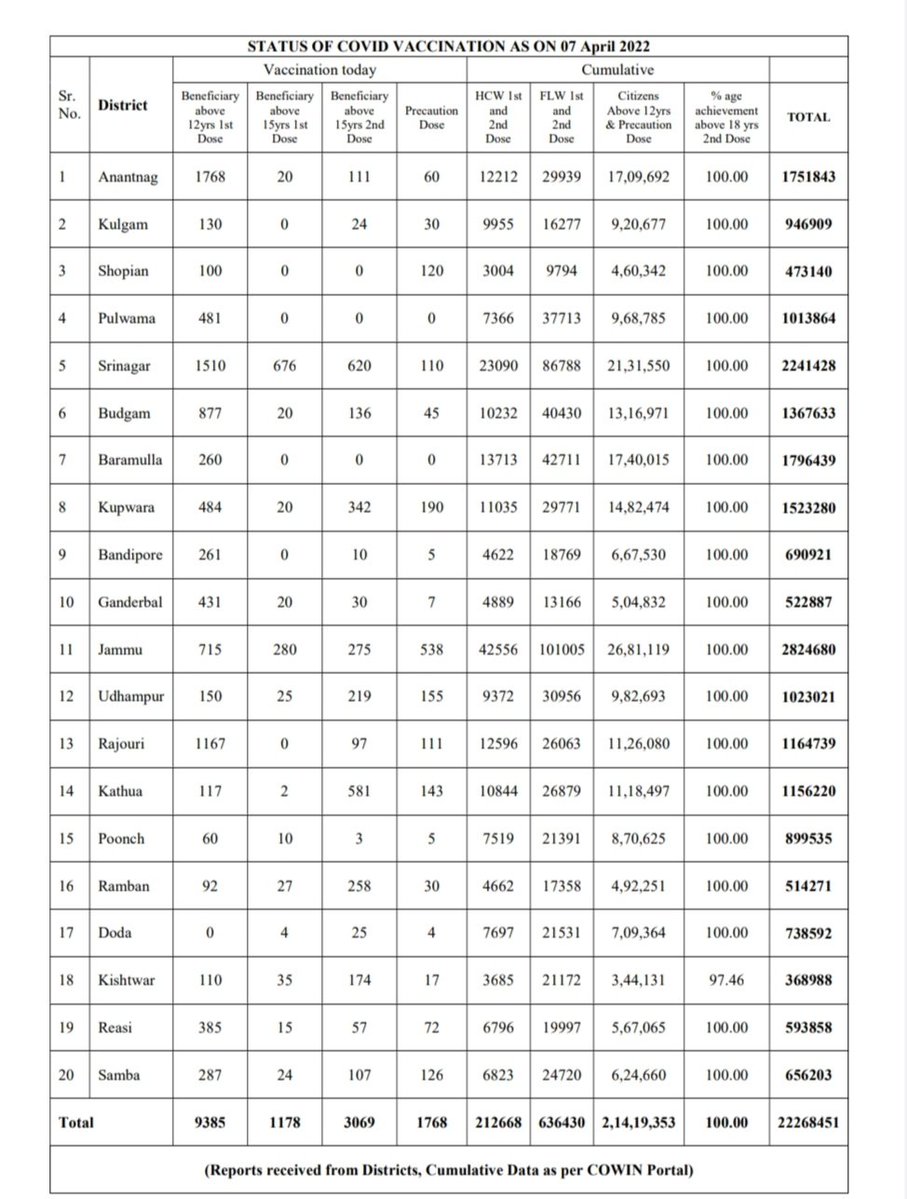 STATUS OF COVID VACCINATION AS ON 07 April 2022
Vaccination today Cumulative
Sr. No. District Beneficiary above 12yrs 1st Dose Beneficiary above 15yrs 1st Dose Beneficiary above 15yrs 2nd Dose Precaution Dose HCW 1st and 2nd Dose FLW 1st and 2nd Dose Citizens Above 12yrs & Precaution Dose % age achievement above 18 yrs 2nd Dose TOTAL
1 Anantnag 1768 20 111 60 12212 29939 17,09,692 100.00 1751843
2 Kulgam 130 0 24 30 9955 16277 9,20,677 100.00 946909
3 Shopian 100 0 0 120 3004 9794 4,60,342 100.00 473140
4 Pulwama 481 0 0 0 7366 37713 9,68,785 100.00 1013864
5 Srinagar 1510 676 620 110 23090 86788 21,31,550 100.00 2241428
6 Budgam 877 20 136 45 10232 40430 13,16,971 100.00 1367633
7 Baramulla 260 0 0 0 13713 42711 17,40,015 100.00 1796439
8 Kupwara 484 20 342 190 11035 29771 14,82,474 100.00 1523280
9 Bandipore 261 0 10 5 4622 18769 6,67,530 100.00 690921
10 Ganderbal 431 20 30 7 4889 13166 5,04,832 100.00 522887
11 Jammu 715 280 275 538 42556 101005 26,81,119 100.00 2824680
12 Udhampur 150 25 219 155 9372 30956 9,82,693 100.00 1023021
13 Rajouri 1167 0 97 111 12596 26063 11,26,080 100.00 1164739
14 Kathua 117 2 581 143 10844 26879 11,18,497 100.00 1156220
15 Poonch 60 10 3 5 7519 21391 8,70,625 100.00 899535
16 Ramban 92 27 258 30 4662 17358 4,92,251 100.00 514271
17 Doda 0 4 25 4 7697 21531 7,09,364 100.00 738592
18 Kishtwar 110 35 174 17 3685 21172 3,44,131 97.46 368988
19 Reasi 385 15 57 72 6796 19997 5,67,065 100.00 593858
20 Samba 287 24 107 126 6823 24720 6,24,660 100.00 656203
Total 9385 1178 3069 1768 212668 636430 2,14,19,353 100.00 22268451
(Reports received from Districts, Cumulative Data as per COWIN Portal)